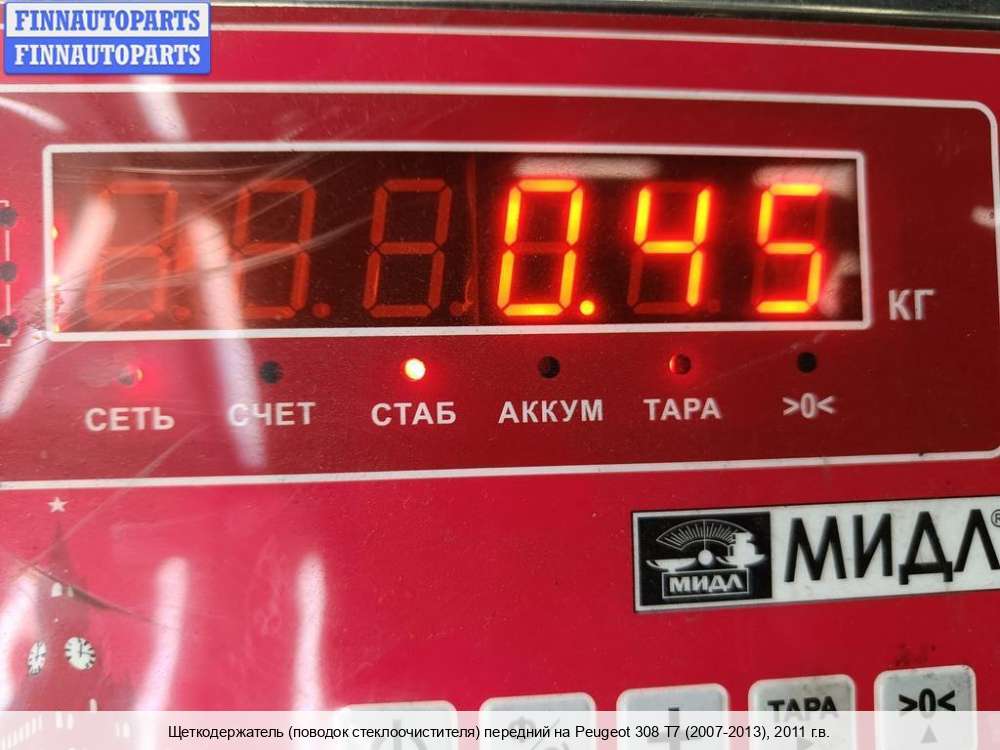 FINNAUTOPARTS
FINNAUTOPARTS
0.45
КГ
СЕТЬ СЧЕТ СТАБ АККУМ ТАРА >0<
МИДЛ МИДЛ®
ТАРА >0<
Щеткодержатель (поводок стеклоочистителя) передний на Peugeot 308 T7 (2007-2013), 2011 г.в.